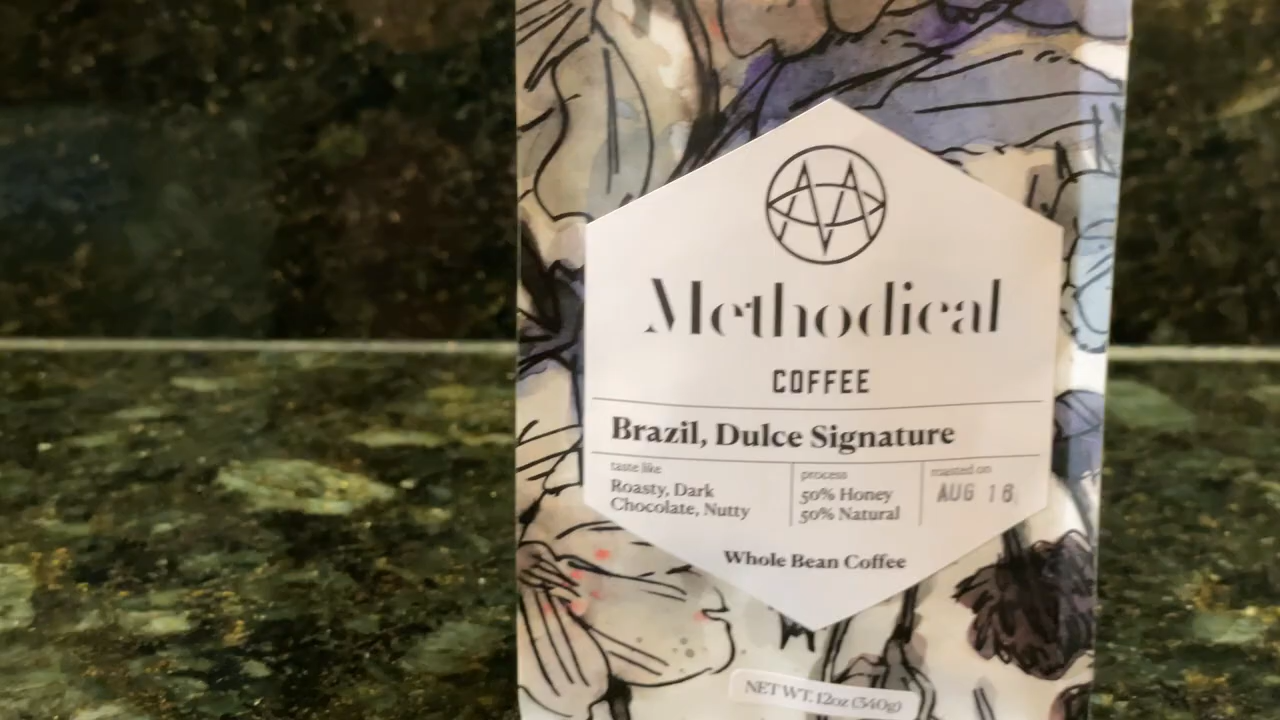 Methodical
COFFEE
Brazil, Dulce Signature
taste like
Roasty, Dark
Chocolate, Nutty
process
50% Honey
50% Natural
roasted on
AUG 18
Whole Bean Coffee
NET WT. 12oz (340g)